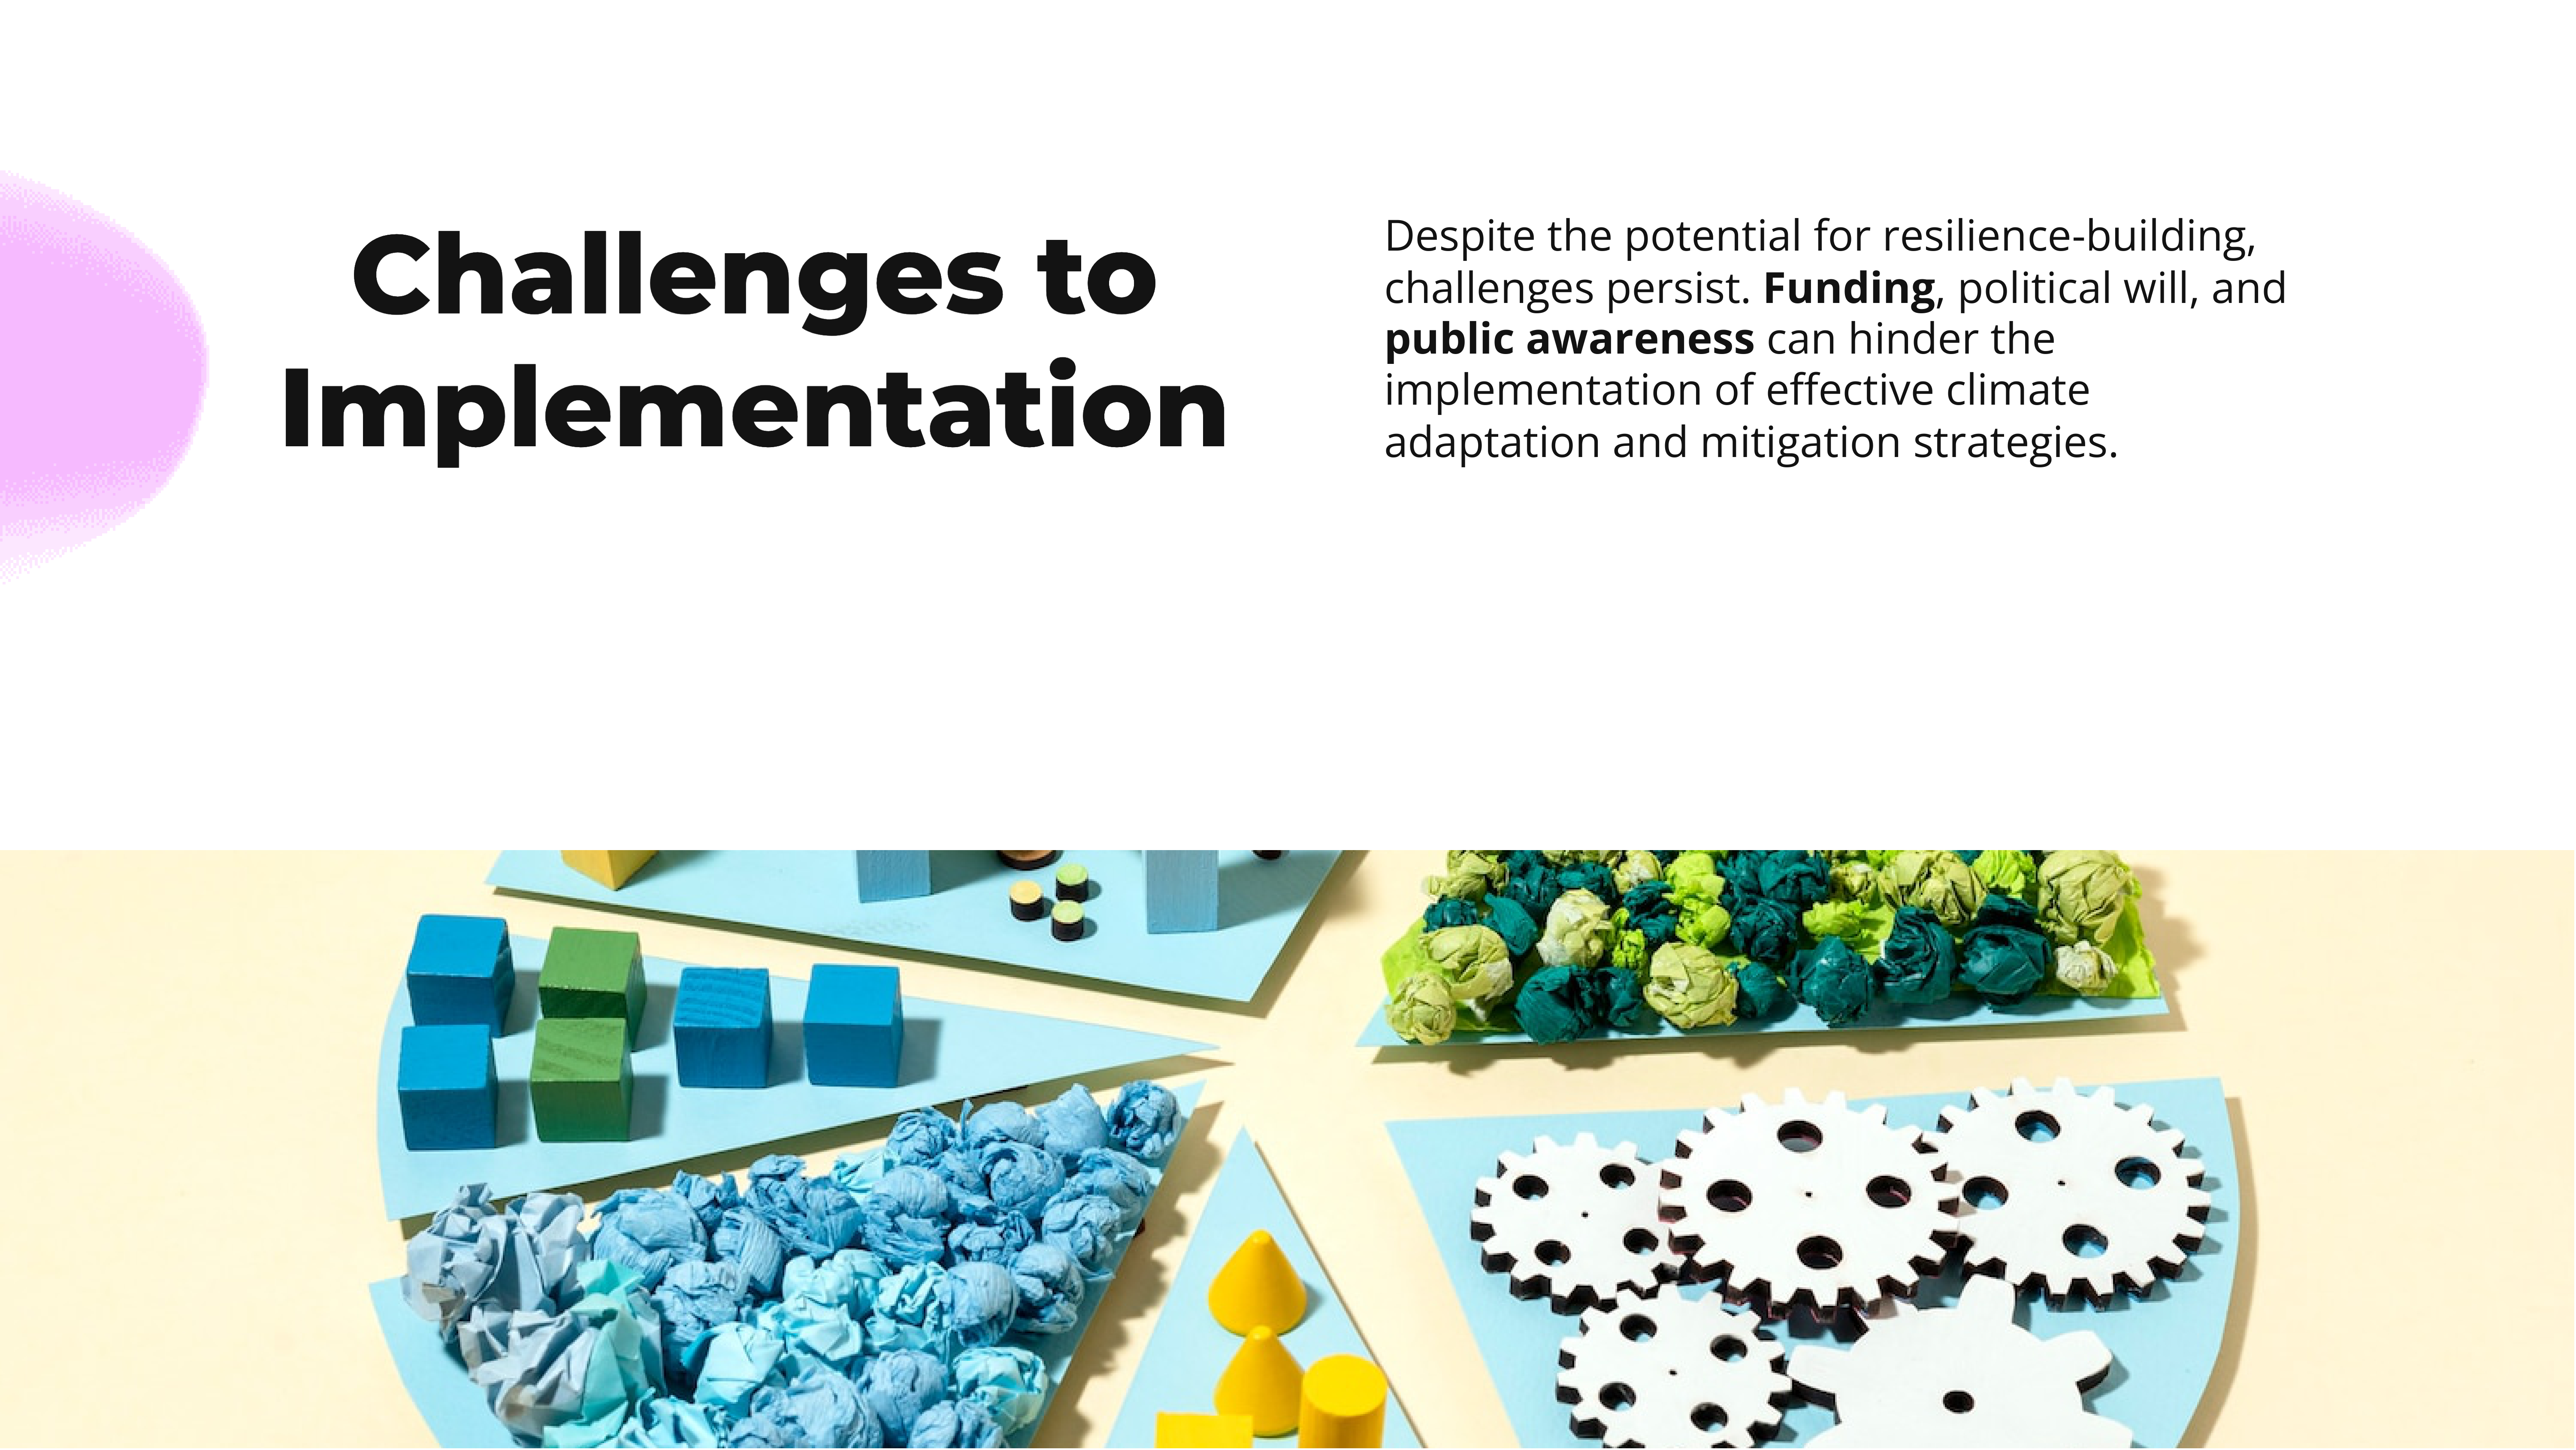 Challenges to
Implementation
Despite the potential for resilience-building,
challenges persist. Funding, political will, and
public awareness can hinder the
implementation of effective climate
adaptation and mitigation strategies.